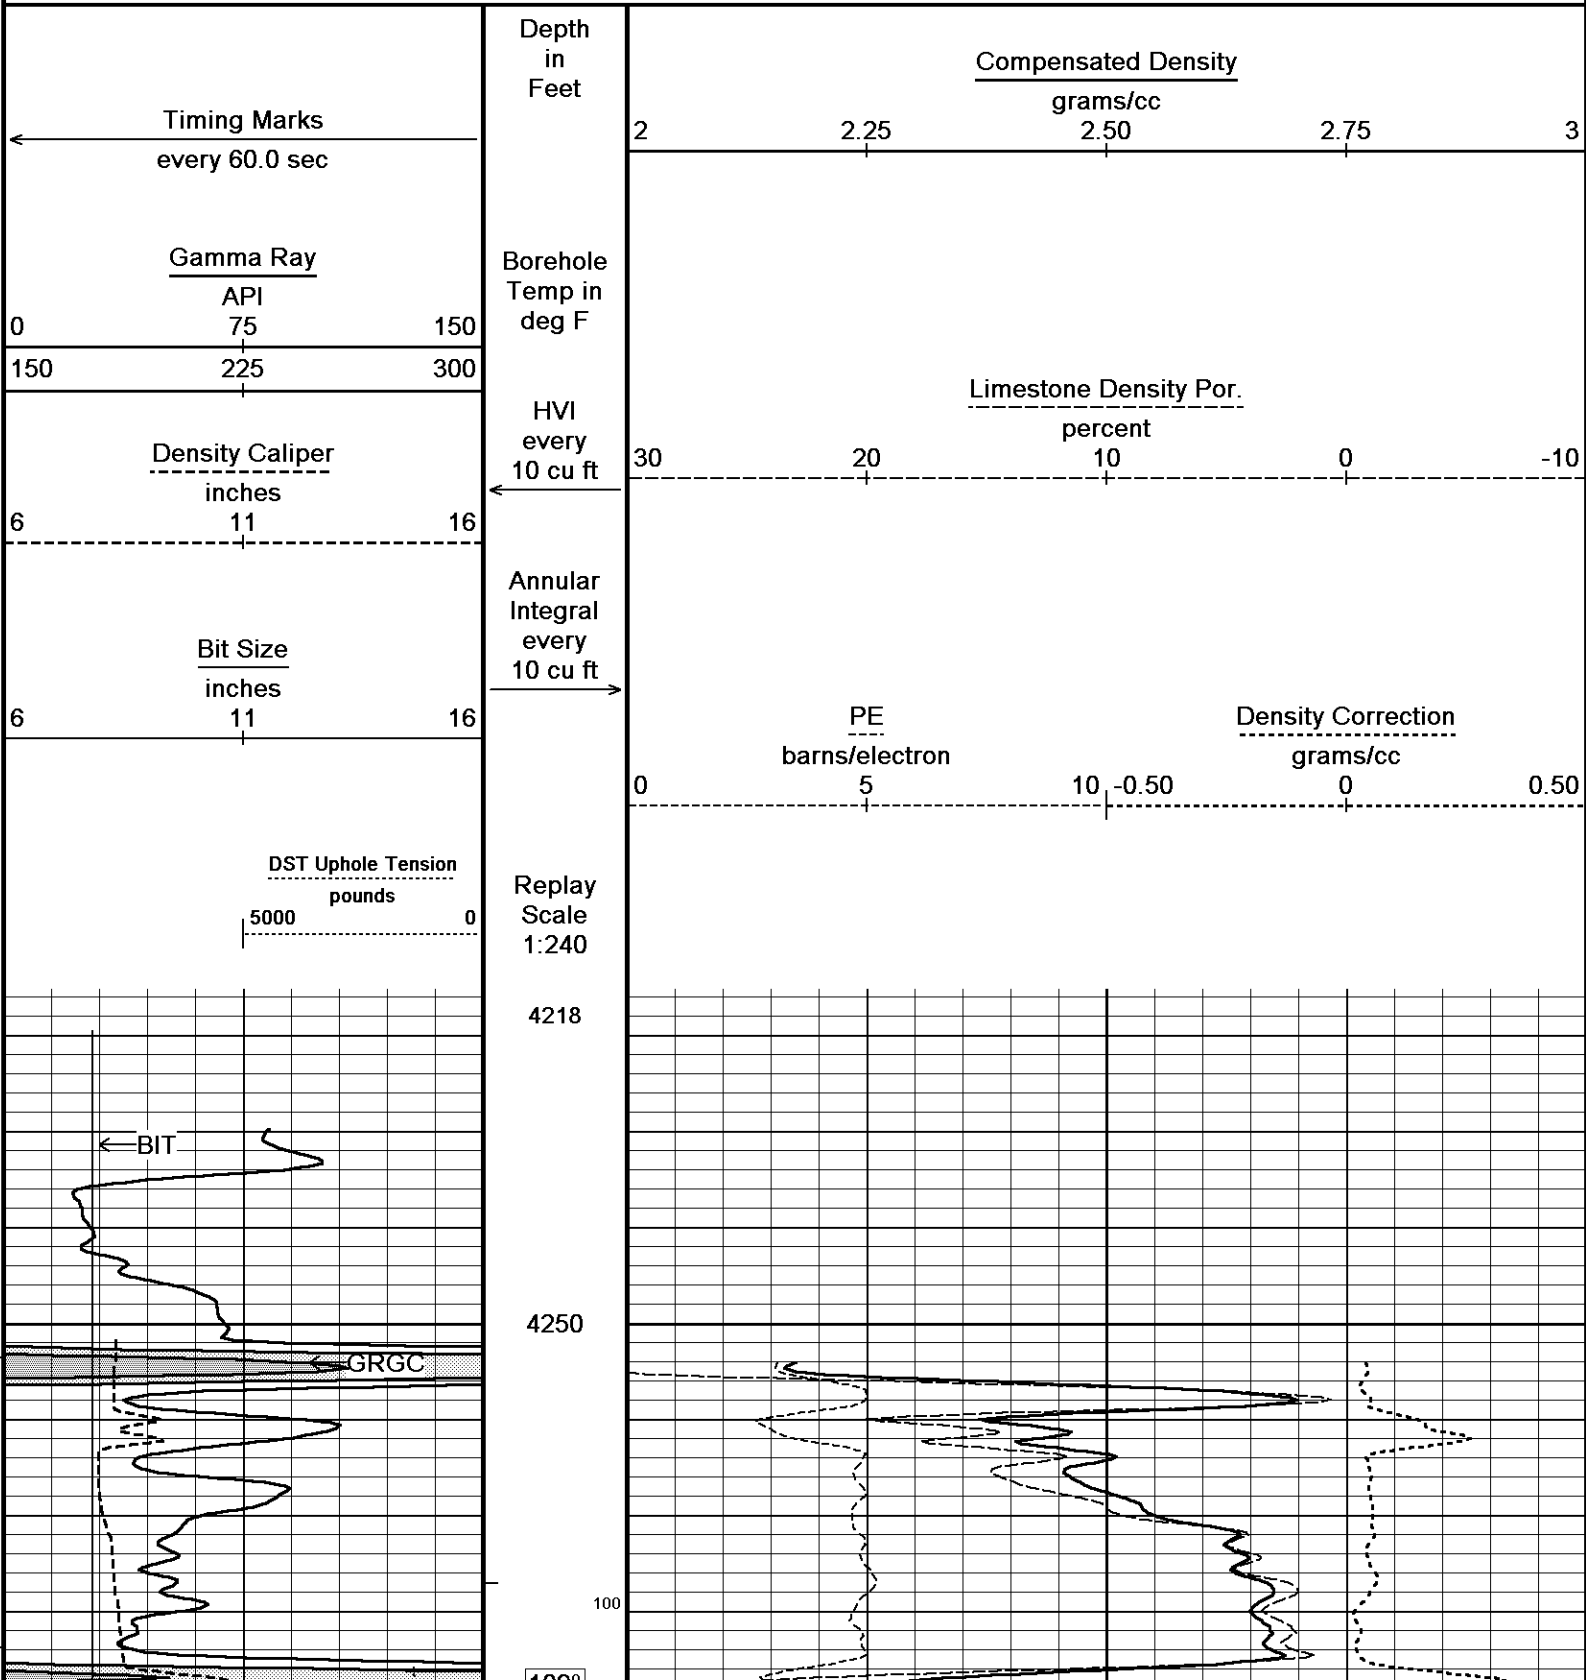 Timing Marks
every 60.0 sec
Gamma Ray
API
0 75 150
150 225 300
Density Caliper
inches
6 11 16
Bit Size
inches
6 11 16
DST Uphole Tension
pounds
5000 0
Depth
in
Feet
Borehole
Temp in
deg F
HVI
every
10 cu ft
Annular
Integral
every
10 cu ft
Replay
Scale
1:240
Compensated Density
grams/cc
2 2.25 2.50 2.75 3
Limestone Density Por.
percent
30 20 10 0 -10
PE
barns/electron
0 5 10
Density Correction
grams/cc
-0.50 0 0.50
4218
BIT
4250
GRGC
100